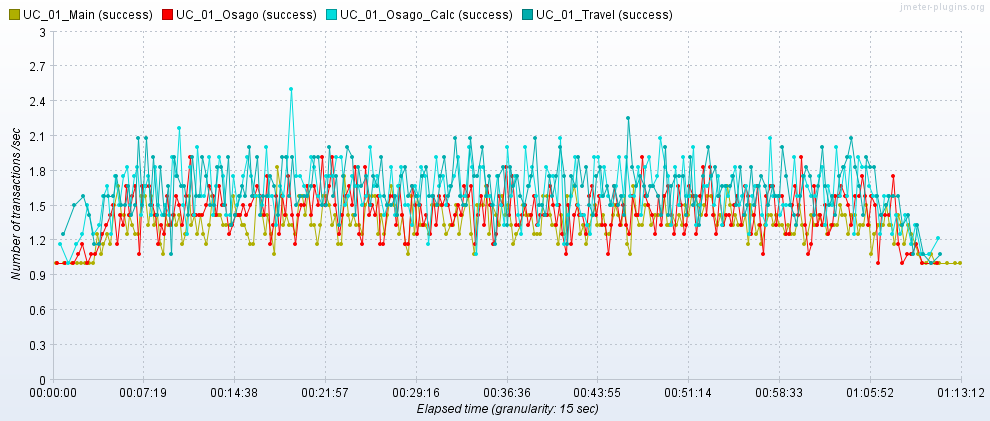 UC_01_Main (success) UC_01_Osago (success) UC_01_Osago_Calc (success) UC_01_Travel (success)
jmeter-plugins.org
Number of transactions/sec
3
2.7
2.4
2.1
1.8
1.5
1.2
0.9
0.6
0.3
0
00:00:00 00:07:19 00:14:38 00:21:57 00:29:16 00:36:36 00:43:55 00:51:14 00:58:33 01:05:52 01:13:12
Elapsed time (granularity: 15 sec)